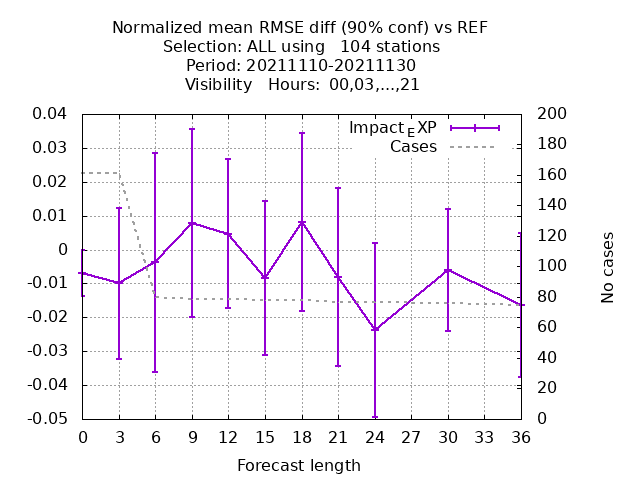 Normalized mean RMSE diff (90% conf) vs REF
Selection: ALL using   104 stations
Period: 20211110-20211130
Visibility   Hours:  00,03,...,21
0.04
0.03
0.02
0.01
0
-0.01
-0.02
-0.03
-0.04
-0.05
Impact_EXP
Cases
200
180
160
140
120
100
80
60
40
20
0
No cases
0 3 6 9 12 15 18 21 24 27 30 33 36
Forecast length